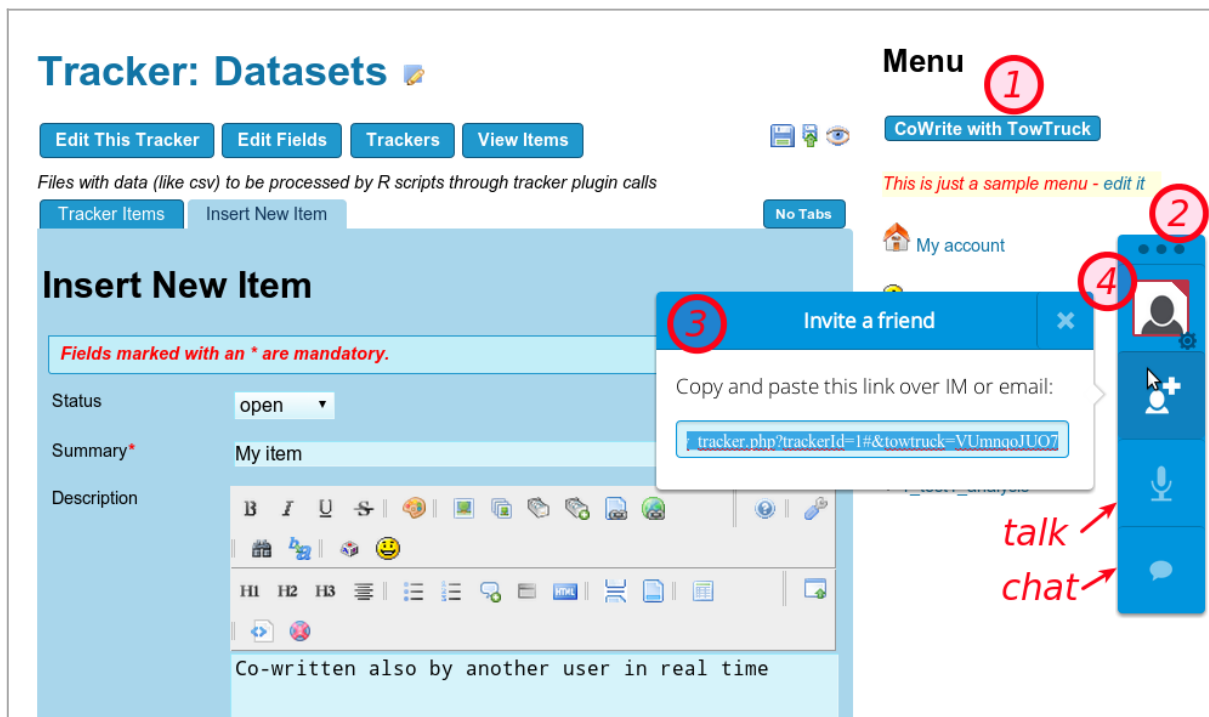 Tracker: Datasets
Edit This Tracker
Edit Fields
Trackers
View Items
Files with data (like csv) to be processed by R scripts through tracker plugin calls
Tracker Items
Insert New Item
No Tabs
Insert New Item
Fields marked with an * are mandatory.
Status
open
Summary*
My item
Description
B I U S
H1 H2 H3
HTML
Co-written also by another user in real time
Menu
1
CoWrite with TowTruck
This is just a sample menu - edit it
2
My account
4
3
Invite a friend
Copy and paste this link over IM or email:
_tracker.php?trackerId=1#&towtruck=VUmnqoJUO7
talk
chat